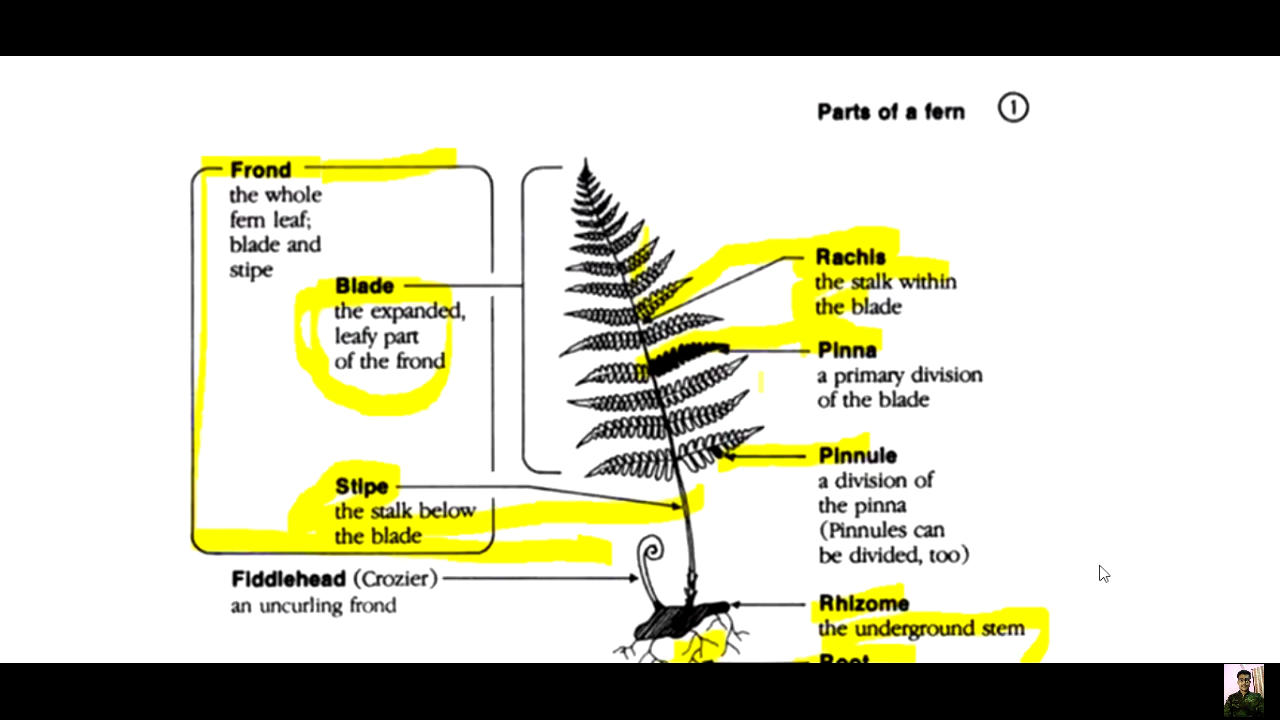 Parts of a fern 1
Frond
the whole
fern leaf;
blade and
stipe
Blade
the expanded,
leafy part
of the frond
Stipe
the stalk below
the blade
Fiddlehead (Crozier)
an uncurling frond
Rachis
the stalk within
the blade
Pinna
a primary division
of the blade
Pinnule
a division of
the pinna
(Pinnules can
be divided, too)
Rhizome
the underground stem
Root